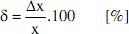 δ = Δx/x .100 [%]